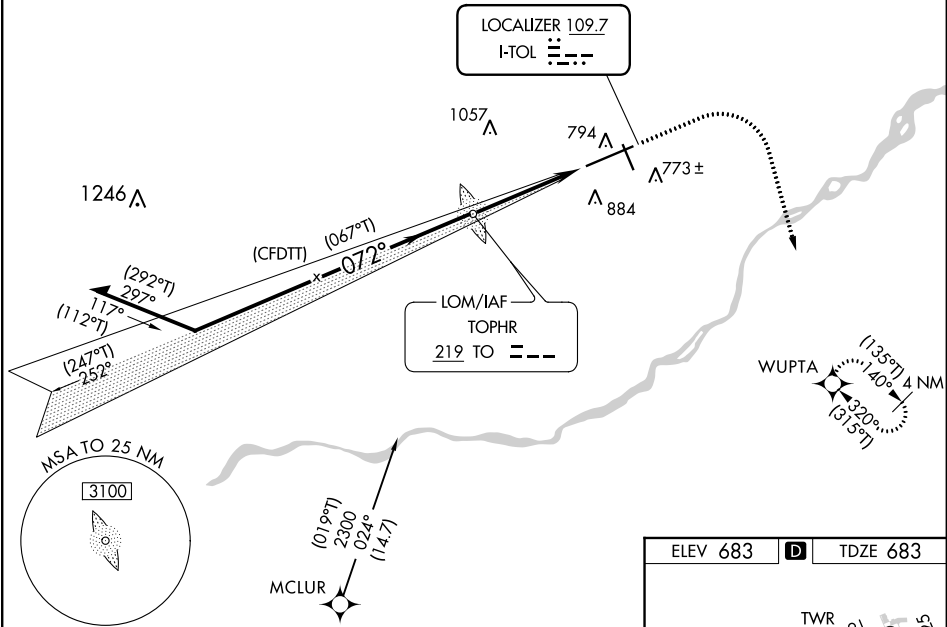 LOCALIZER 109.7
I-TOL
1057
794
773 ±
884
1246
(CFDTT)
(067°T)
072°
(292°T)
297°
117°
(112°T)
(247°T)
252°
LOM/IAF
TOPHR
219 TO
WUPTA
(135°T)
140°
4 NM
320°
(315°T)
MSA TO 25 NM
3100
(019°T)
2300
024°
(14.7)
MCLUR
ELEV 683
D
TDZE 683
TWR